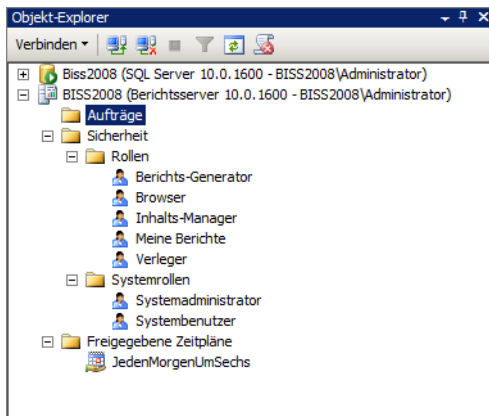 Objekt-Explorer
Verbinden
Biss2008 (SQL Server 10.0.1600 - BISS2008\Administrator)
BISS2008 (Berichtsserver 10.0.1600 - BISS2008\Administrator)
Aufträge
Sicherheit
Rollen
Berichts-Generator
Browser
Inhalts-Manager
Meine Berichte
Verleger
Systemrollen
Systemadministrator
Systembenutzer
Freigegebene Zeitpläne
JedenMorgenUmSechs